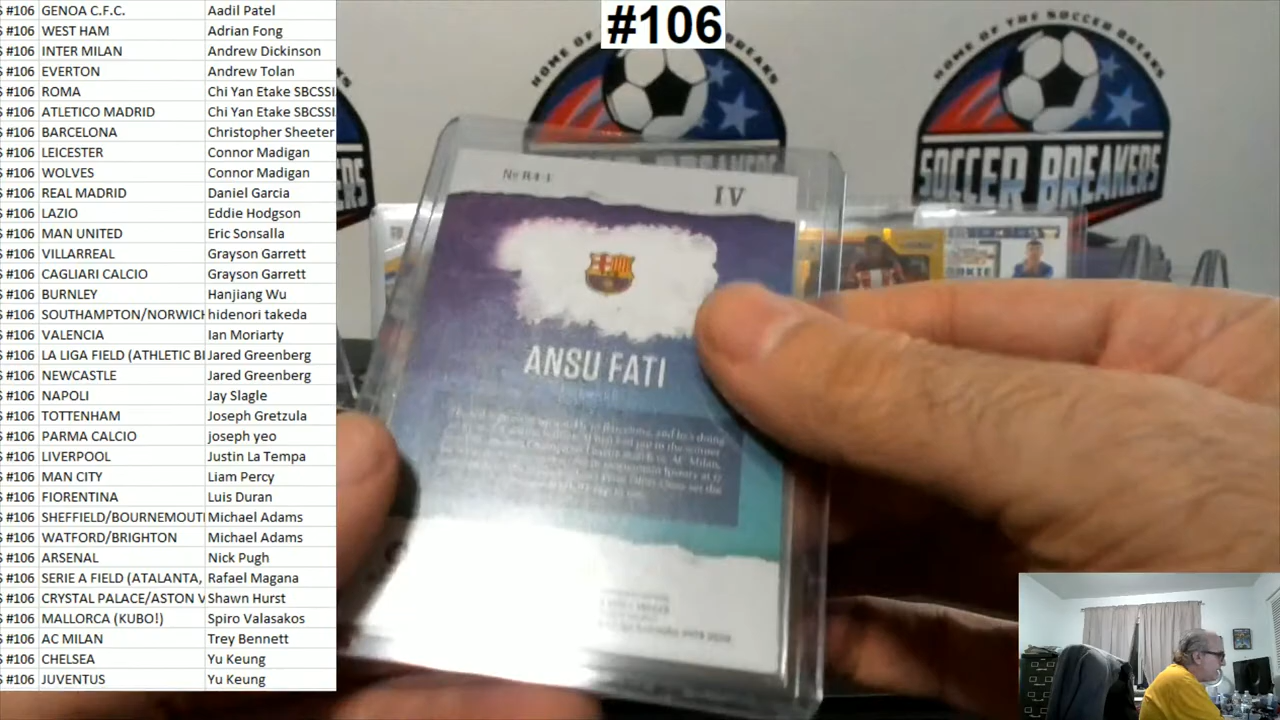 #106
#106 GENOA C.F.C. Aadil Patel
#106 WEST HAM Adrian Fong
#106 INTER MILAN Andrew Dickinson
#106 EVERTON Andrew Tolan
#106 ROMA Chi Yan Etake SBCSSI
#106 ATLETICO MADRID Chi Yan Etake SBCSSI
#106 BARCELONA Christopher Sheeter
#106 LEICESTER Connor Madigan
#106 WOLVES Connor Madigan
#106 REAL MADRID Daniel Garcia
#106 LAZIO Eddie Hodgson
#106 MAN UNITED Eric Sonsalla
#106 VILLARREAL Grayson Garrett
#106 CAGLIARI CALCIO Grayson Garrett
#106 BURNLEY Hanjiang Wu
#106 SOUTHAMPTON/NORWICH hidenori takeda
#106 VALENCIA Ian Moriarty
#106 LA LIGA FIELD (ATHLETIC BI Jared Greenberg
#106 NEWCASTLE Jared Greenberg
#106 NAPOLI Jay Slagle
#106 TOTTENHAM Joseph Gretzula
#106 PARMA CALCIO joseph yeo
#106 LIVERPOOL Justin La Tempa
#106 MAN CITY Liam Percy
#106 FIORENTINA Luis Duran
#106 SHEFFIELD/BOURNEMOUTH Michael Adams
#106 WATFORD/BRIGHTON Michael Adams
#106 ARSENAL Nick Pugh
#106 SERIE A FIELD (ATALANTA, Rafael Magana
#106 CRYSTAL PALACE/ASTON V Shawn Hurst
#106 MALLORCA (KUBO!) Spiro Valasakos
#106 AC MILAN Trey Bennett
#106 CHELSEA Yu Keung
#106 JUVENTUS Yu Keung
HOME OF THE SOCCER BREAKS
SOCCER BREAKERS
IV
ANSU FATI